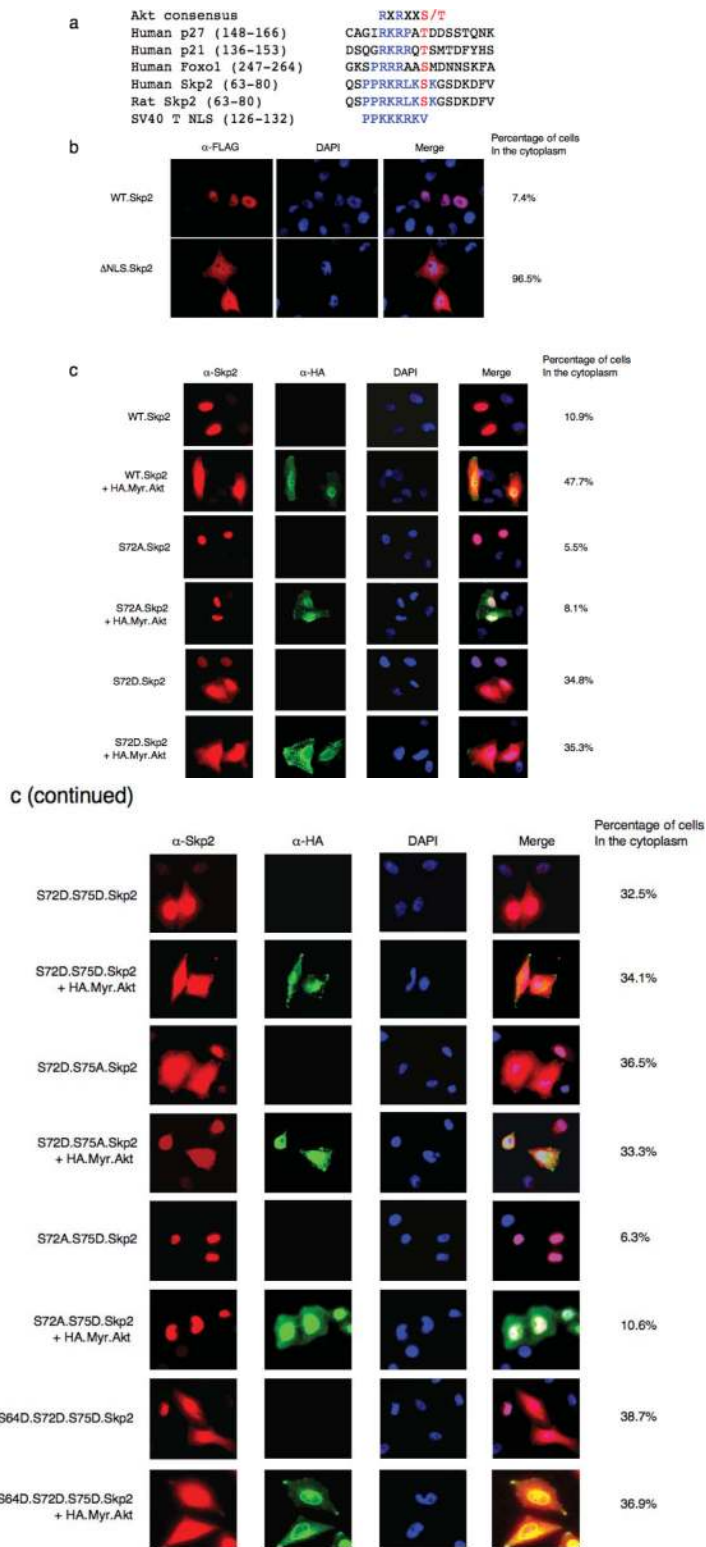 a
Akt consensus RXRXXS/T
Human p27 (148-166) CAGIRKRPATDDSSTQNK
Human p21 (136-153) DSQGRKRRQTSMTDFYHS
Human Foxo1 (247-264) GKSPRRRAASMDNNSKFA
Human Skp2 (63-80) QSPPRKRLKSKGSDKDFV
Rat Skp2 (63-80) QSPPRKRLKSKGSDKDFV
SV40 T NLS (126-132) PPKKKRKV
b
α-FLAG DAPI Merge Percentage of cells
In the cytoplasm
WT.Skp2 7.4%
ΔNLS.Skp2 96.5%
c
α-Skp2 α-HA DAPI Merge Percentage of cells
In the cytoplasm
WT.Skp2 10.9%
WT.Skp2
+ HA.Myr.Akt 47.7%
S72A.Skp2 5.5%
S72A.Skp2
+ HA.Myr.Akt 8.1%
S72D.Skp2 34.8%
S72D.Skp2
+ HA.Myr.Akt 35.3%
c (continued)
α-Skp2 α-HA DAPI Merge Percentage of cells
In the cytoplasm
S72D.S75D.Skp2 32.5%
S72D.S75D.Skp2
+ HA.Myr.Akt 34.1%
S72D.S75A.Skp2 36.5%
S72D.S75A.Skp2
+ HA.Myr.Akt 33.3%
S72A.S75D.Skp2 6.3%
S72A.S75D.Skp2
+ HA.Myr.Akt 10.6%
S64D.S72D.S75D.Skp2 38.7%
S64D.S72D.S75D.Skp2
+ HA.Myr.Akt 36.9%